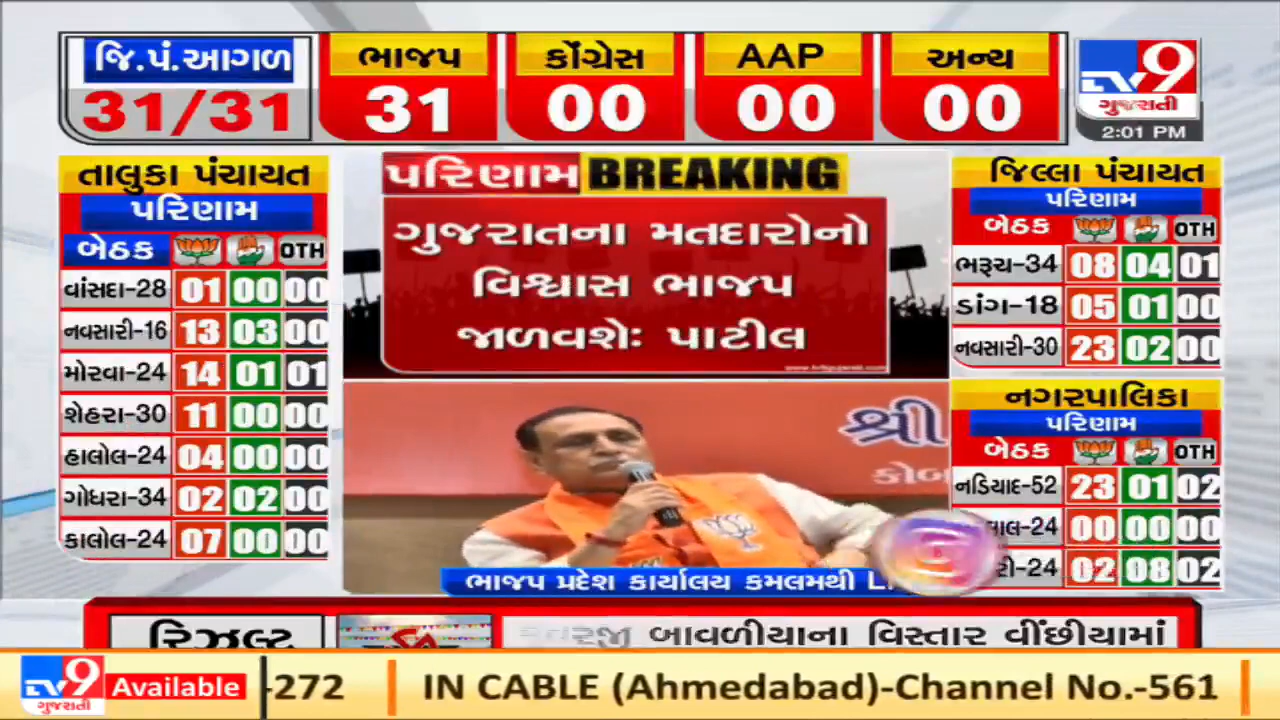 જિ.પં.આગળ ભાજપ કોંગ્રેસ AAP અન્ય
31/31 31 00 00 00
TV9
ગુજરાતી
2:01 PM
તાલુકા પંચાયત
પરિણામ
બેઠક OTH
વાંસદા-28 01 00 00
નવસારી-16 13 03 00
મોરવા-24 14 01 01
શેહરા-30 11 00 00
હાલોલ-24 04 00 00
ગોધરા-34 02 02 00
કાલોલ-24 07 00 00
પરિણામ BREAKING
ગુજરાતના મતદારોનો
વિશ્વાસ ભાજપ
જાળવશેઃ પાટીલ
શ્રી
કોબા
ભાજપ પ્રદેશ કાર્યાલય કમલમથી
જિલ્લા પંચાયત
પરિણામ
બેઠક OTH
ભરૂચ-34 08 04 01
ડાંગ-18 05 01 00
નવસારી-30 23 02 00
નગરપાલિકા
પરિણામ
બેઠક OTH
નડિયાદ-52 23 01 02
-24 00 00 00
-24 02 08 02
રિઝલ્ટ
બાવળીયાના વિસ્તાર વીંછીયામાં
TV9
ગુજરાતી
Available
-272
IN CABLE (Ahmedabad)-Channel No.-561